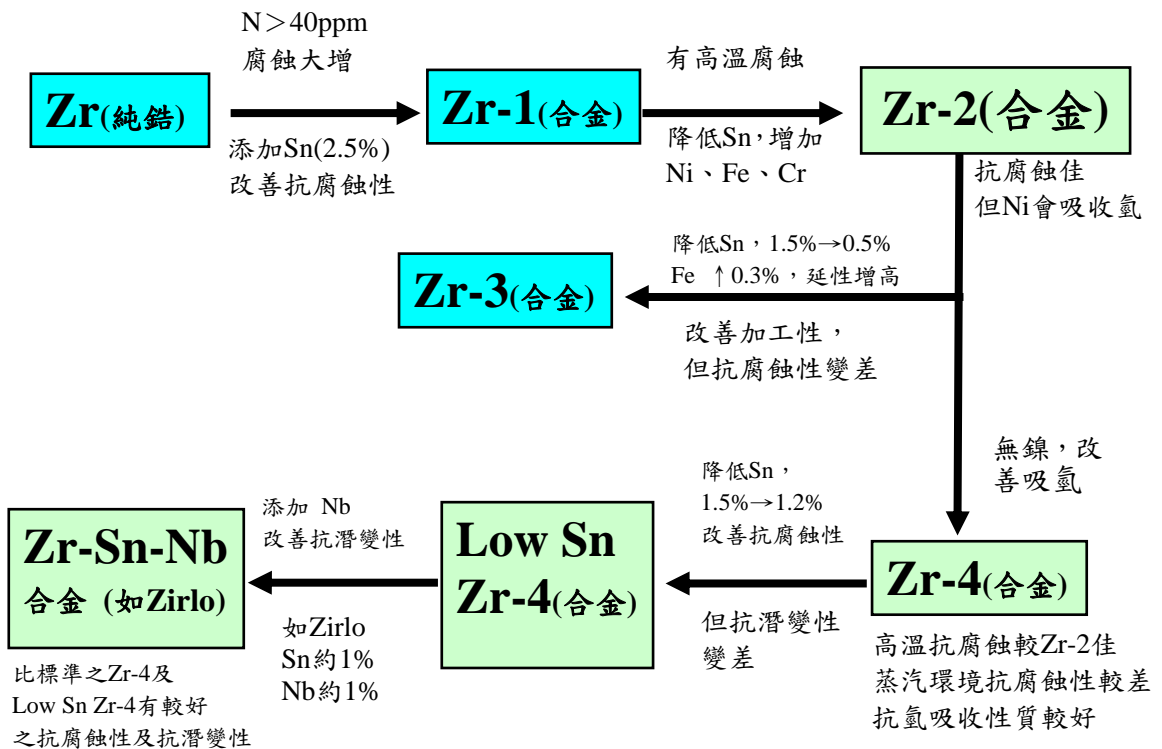 N＞40ppm
腐蝕大增
Zr(純鋯)
添加Sn(2.5%)
改善抗腐蝕性
Zr-1(合金)
有高溫腐蝕
降低Sn，增加
Ni、Fe、Cr
Zr-2(合金)
抗腐蝕佳
但Ni會吸收氫
降低Sn，1.5%→0.5%
Fe ↑0.3%，延性增高
Zr-3(合金)
改善加工性，
但抗腐蝕性變差
無鎳，改
善吸氫
Zr-4(合金)
高溫抗腐蝕較Zr-2佳
蒸汽環境抗腐蝕性較差
抗氫吸收性質較好
降低Sn，
1.5%→1.2%
改善抗腐蝕性
但抗潛變性
變差
Low Sn
Zr-4(合金)
添加 Nb
改善抗潛變性
如Zirlo
Sn約1%
Nb約1%
Zr-Sn-Nb
合金 (如Zirlo)
比標準之Zr-4及
Low Sn Zr-4有較好
之抗腐蝕性及抗潛變性